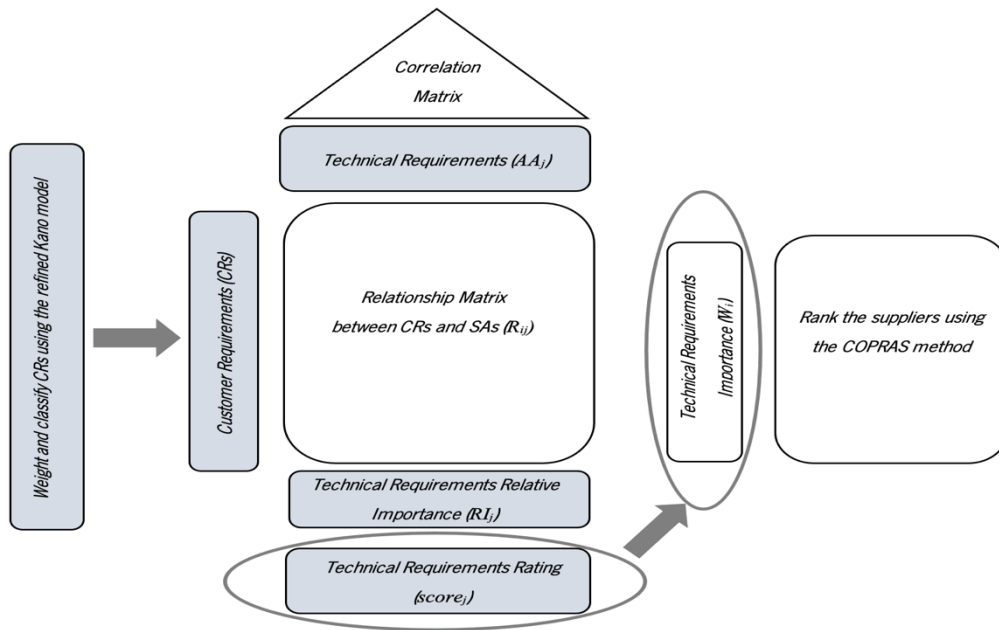 Correlation
Matrix
Technical Requirements (AAj)
Weight and classify CRs using the refined Kano model
Customer Requirements (CRs)
Relationship Matrix
between CRs and SAs (Rij)
Technical Requirements
Importance (Wi)
Rank the suppliers using
the COPRAS method
Technical Requirements Relative
Importance (RIj)
Technical Requirements Rating
(scorej)